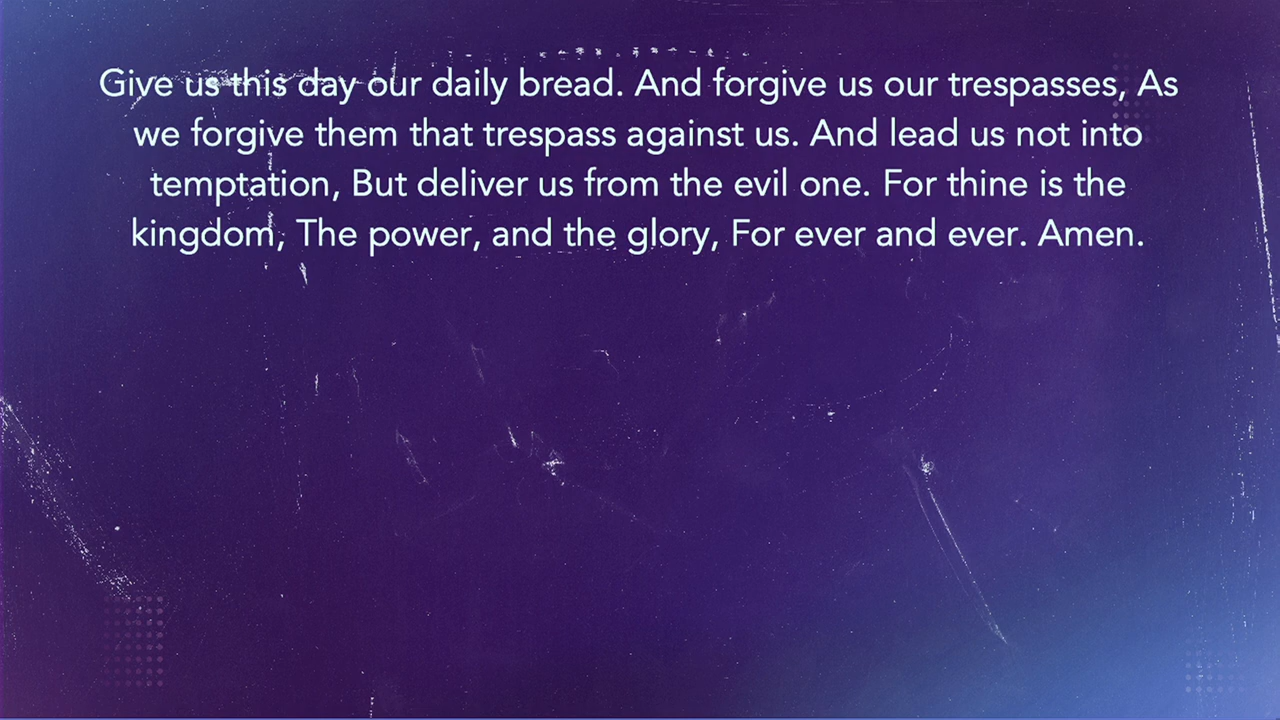 Give us this day our daily bread. And forgive us our trespasses, As
we forgive them that trespass against us. And lead us not into
temptation, But deliver us from the evil one. For thine is the
kingdom, The power, and the glory, For ever and ever. Amen.